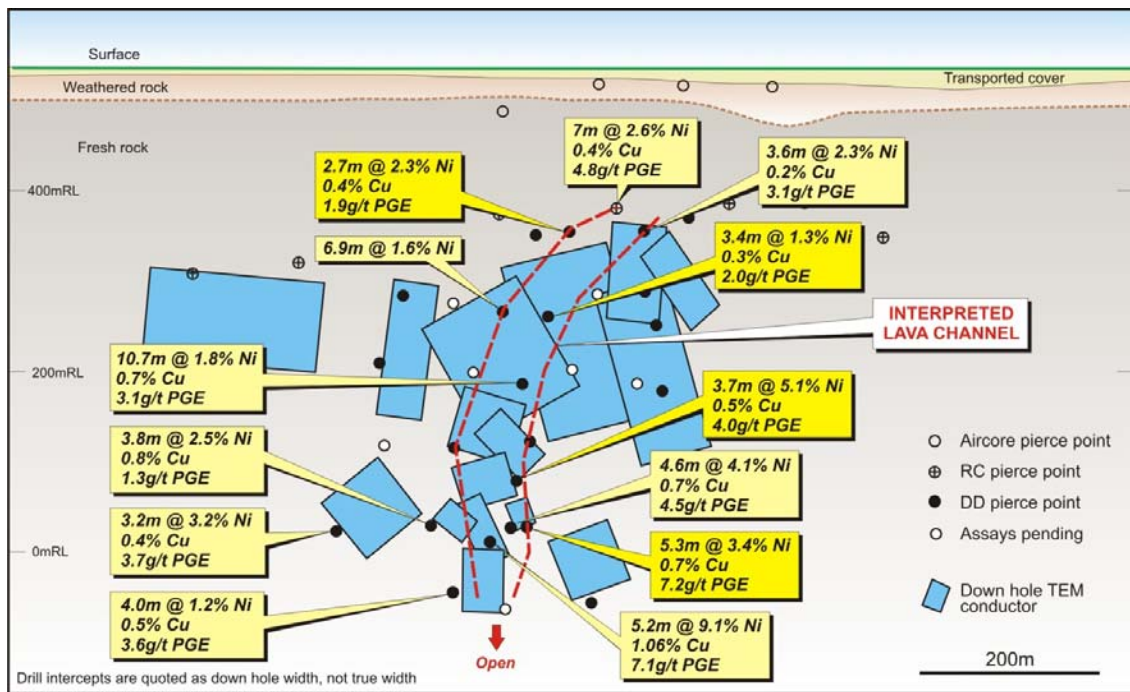 Surface
Weathered rock
Transported cover
Fresh rock
7m @ 2.6% Ni
0.4% Cu
4.8g/t PGE
3.6m @ 2.3% Ni
0.2% Cu
3.1g/t PGE
2.7m @ 2.3% Ni
0.4% Cu
1.9g/t PGE
400mRL
3.4m @ 1.3% Ni
0.3% Cu
2.0g/t PGE
6.9m @ 1.6% Ni
INTERPRETED
LAVA CHANNEL
10.7m @ 1.8% Ni
0.7% Cu
3.1g/t PGE
200mRL
3.7m @ 5.1% Ni
0.5% Cu
4.0g/t PGE
3.8m @ 2.5% Ni
0.8% Cu
1.3g/t PGE
4.6m @ 4.1% Ni
0.7% Cu
4.5g/t PGE
3.2m @ 3.2% Ni
0.4% Cu
3.7g/t PGE
0mRL
5.3m @ 3.4% Ni
0.7% Cu
7.2g/t PGE
4.0m @ 1.2% Ni
0.5% Cu
3.6g/t PGE
5.2m @ 9.1% Ni
1.06% Cu
7.1g/t PGE
Open
Aircore pierce point
RC pierce point
DD pierce point
Assays pending
Down hole TEM
conductor
200m
Drill intercepts are quoted as down hole width, not true width